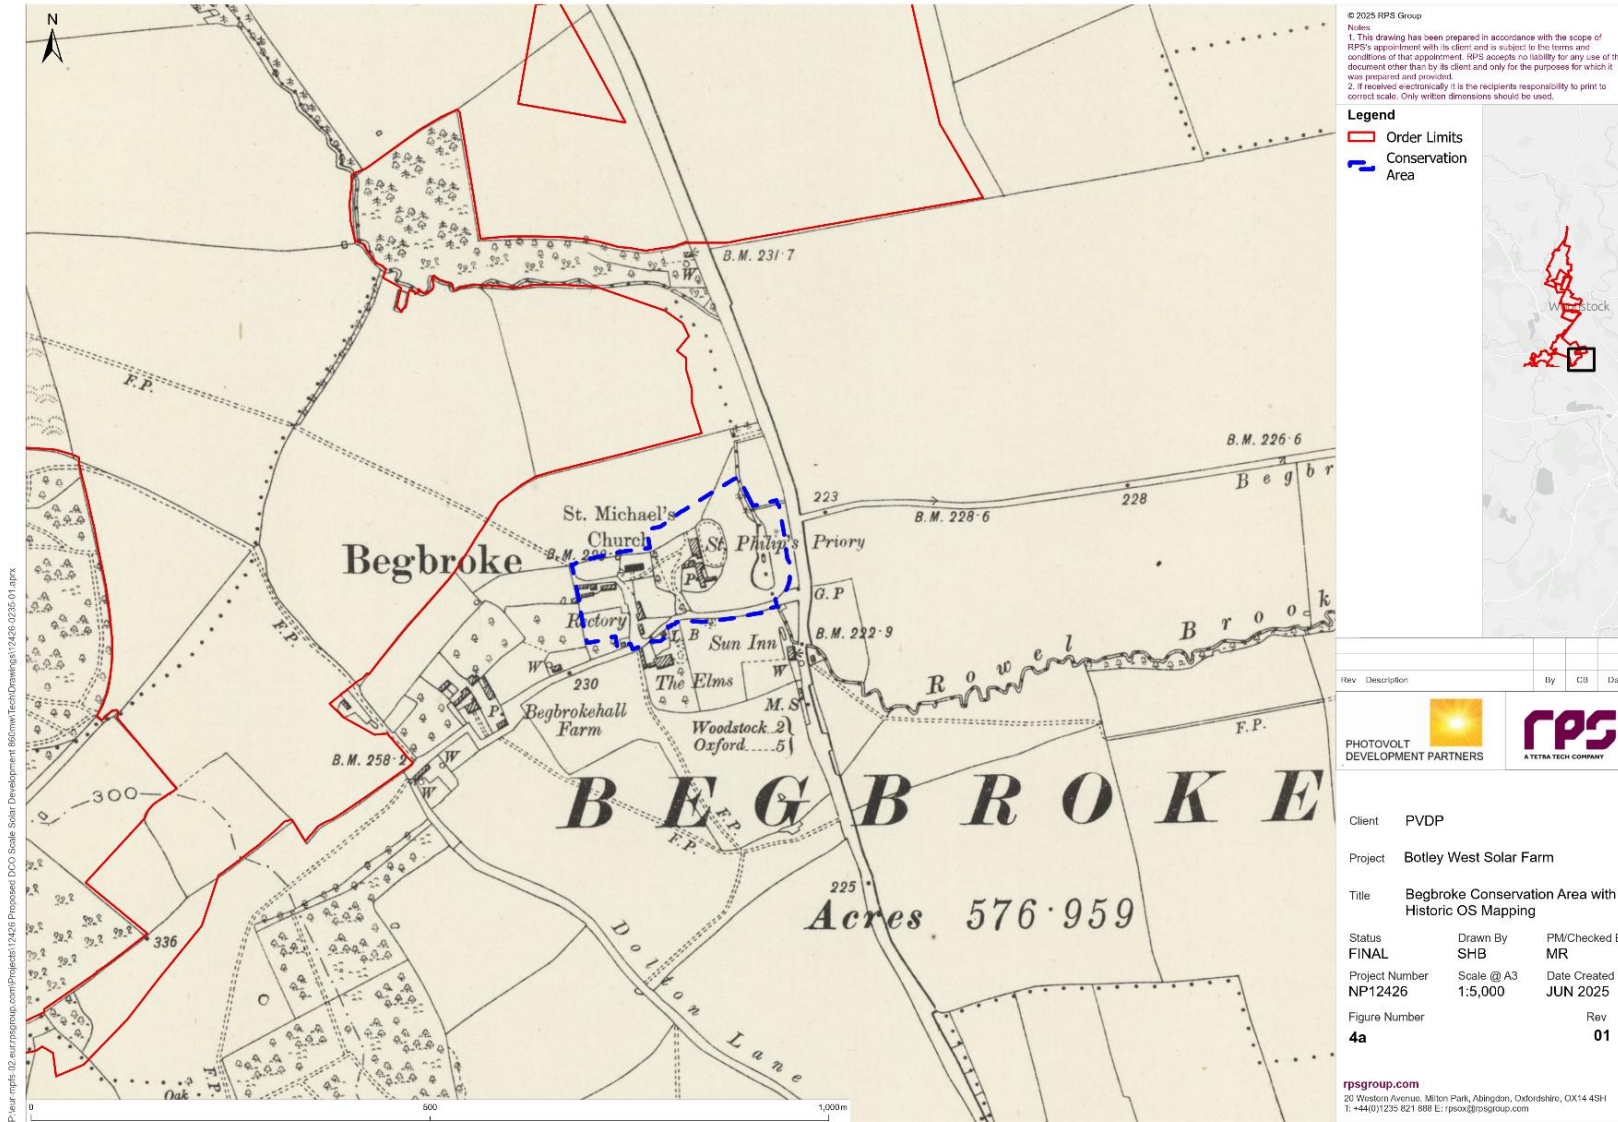 N
© 2025 RPS Group
Notes
1. This drawing has been prepared in accordance with the scope of
RPS's appointment with its client and is subject to the terms and
conditions of that appointment. RPS accepts no liability for any use of th
document other than by its client and only for the purposes for which it
was prepared and provided.
2. If received electronically it is the recipients responsibility to print to
correct scale. Only written dimensions should be used.
Legend
Order Limits
Conservation
Area
Woodstock
B.M. 231·7
W
F.P.
B.M. 226·6
Begbr
223
228
B.M. 228·6
St. Michael's
Church
St. Philip's Priory
Begbroke
P
G.P
Rectory
L B
Sun Inn
B.M. 222·9
Rowel Brook
W
230
The Elms
W
M.S
P.
Begbrokehall
Farm
Woodstock 2
Oxford 5
F.P.
F.P.
B.M. 258·2
W
W
300
BEGBROKE
F.P.
F.P.
225
Acres 576·959
336
Dolton Lane
F.P.
Oak
0
500
1,000m
Rev Description By CB Da
PHOTOVOLT
DEVELOPMENT PARTNERS
rps
A TETRA TECH COMPANY
Client PVDP
Project Botley West Solar Farm
Title Begbroke Conservation Area with
Historic OS Mapping
Status Drawn By PM/Checked B
FINAL SHB MR
Project Number Scale @ A3 Date Created
NP12426 1:5,000 JUN 2025
Figure Number Rev
4a 01
rpsgroup.com
20 Western Avenue, Milton Park, Abingdon, Oxfordshire, OX14 4SH
T: +44(0)1235 821 888 E: rpsox@rpsgroup.com